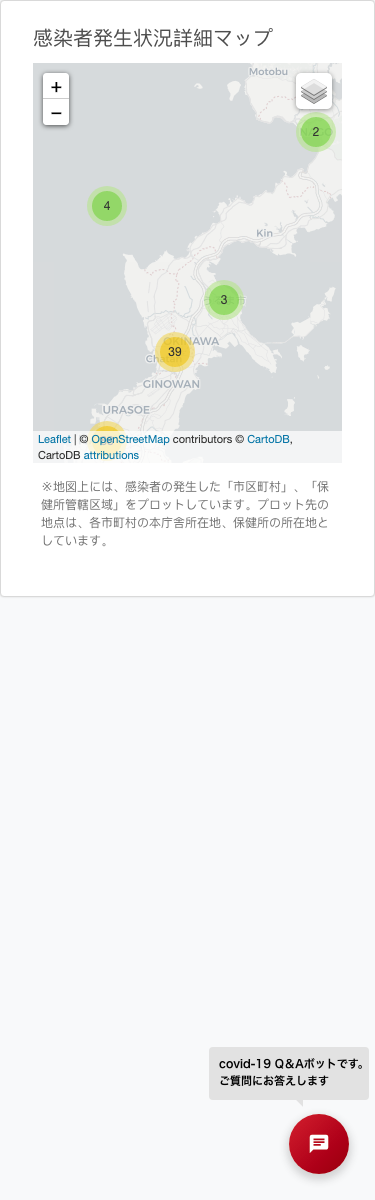 感染者発生状況詳細マップ
+
−
Motobu
2
4
Kin
3
OKINAWA
39
GINOWAN
URASOE
Leaflet | © OpenStreetMap contributors © CartoDB,
CartoDB attributions
※地図上には、感染者の発生した「市区町村」、「保
健所管轄区域」をプロットしています。プロット先の
地点は、各市町村の本庁舎所在地、保健所の所在地と
しています。
covid-19 Q&Aボットです。
ご質問にお答えします